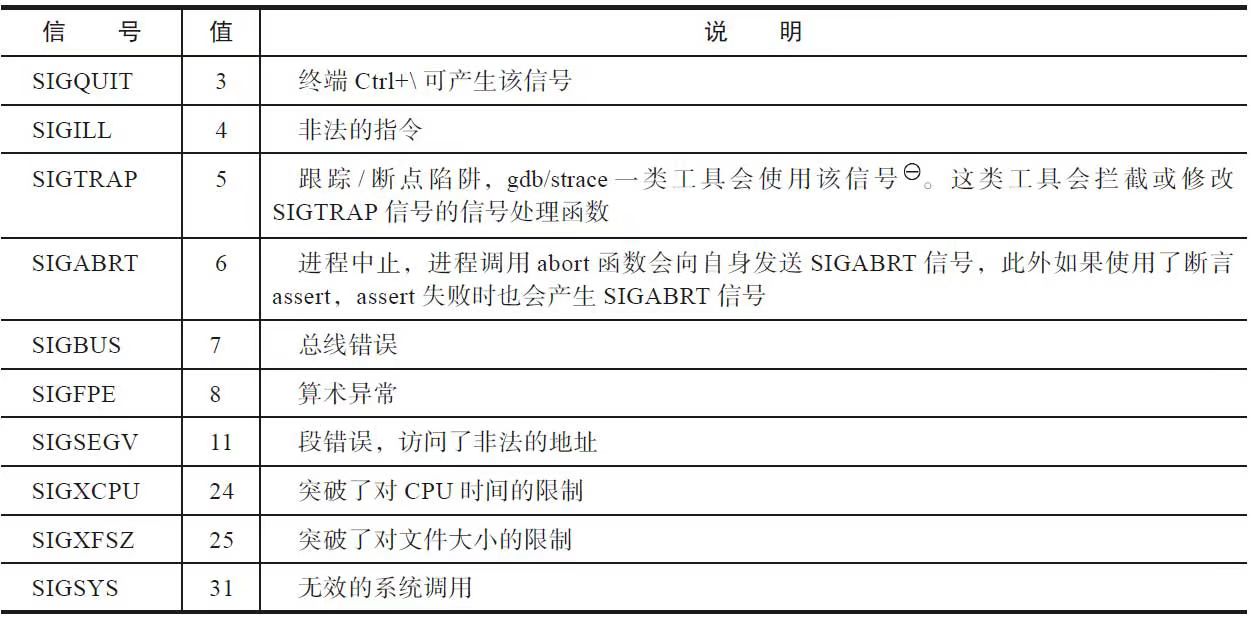 信 号 值 说 明
SIGQUIT 3 终端 Ctrl+\ 可产生该信号
SIGILL 4 非法的指令
SIGTRAP 5 跟踪 / 断点陷阱，gdb/strace 一类工具会使用该信号㊀。这类工具会拦截或修改
SIGTRAP 信号的信号处理函数
SIGABRT 6 进程中止，进程调用 abort 函数会向自身发送 SIGABRT 信号，此外如果使用了断言
assert，assert 失败时也会产生 SIGABRT 信号
SIGBUS 7 总线错误
SIGFPE 8 算术异常
SIGSEGV 11 段错误，访问了非法的地址
SIGXCPU 24 突破了对 CPU 时间的限制
SIGXFSZ 25 突破了对文件大小的限制
SIGSYS 31 无效的系统调用